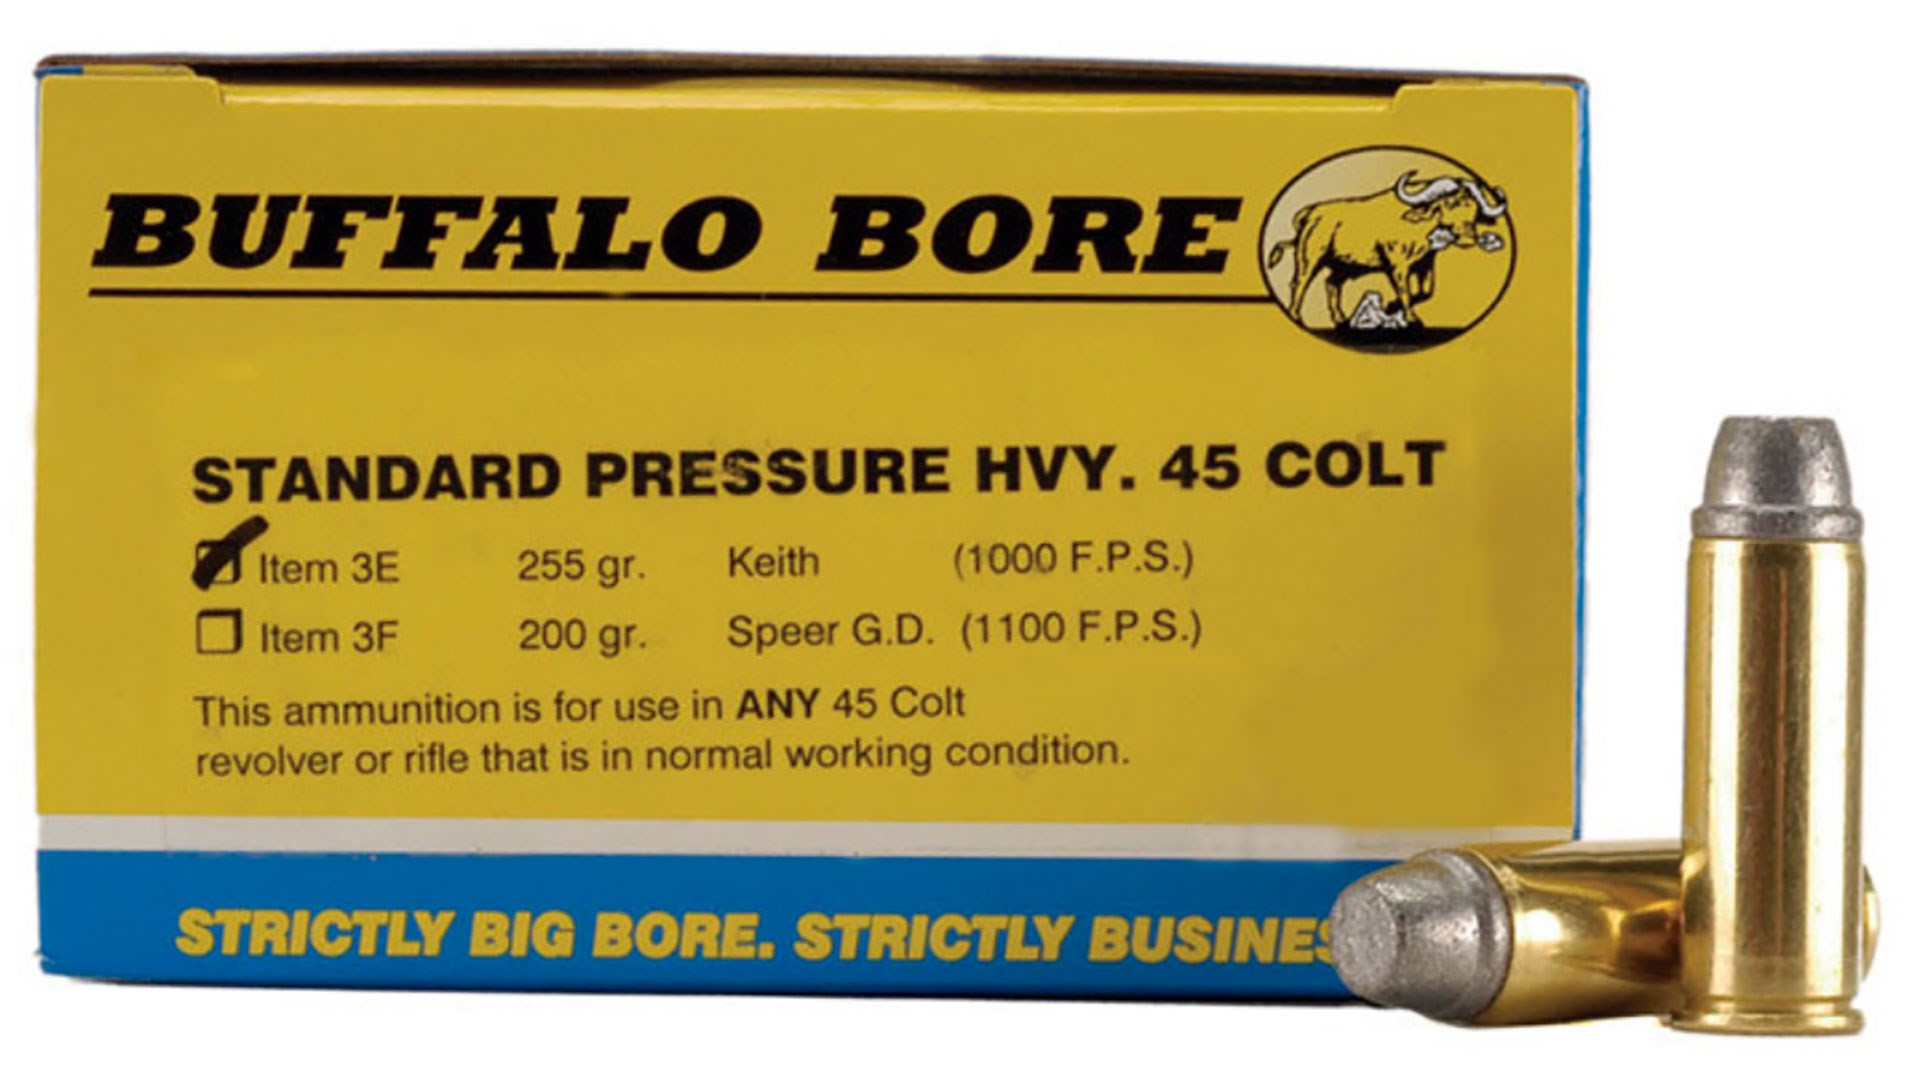 BUFFALO BORE
STANDARD PRESSURE HVY. 45 COLT
Item 3E 255 gr. Keith (1000 F.P.S.)
Item 3F 200 gr. Speer G.D. (1100 F.P.S.)
This ammunition is for use in ANY 45 Colt
revolver or rifle that is in normal working condition.
STRICTLY BIG BORE. STRICTLY BUSINES